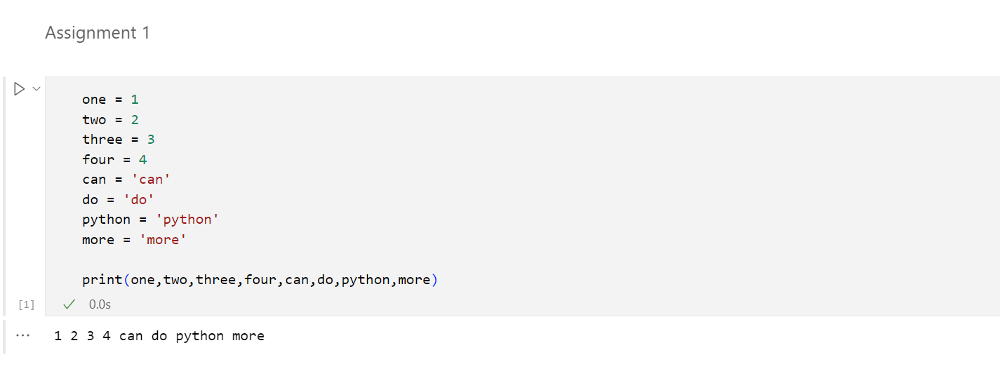 Assignment 1
one = 1
two = 2
three = 3
four = 4
can = 'can'
do = 'do'
python = 'python'
more = 'more'
print(one,two,three,four,can,do,python,more)
[1] 0.0s
... 1 2 3 4 can do python more